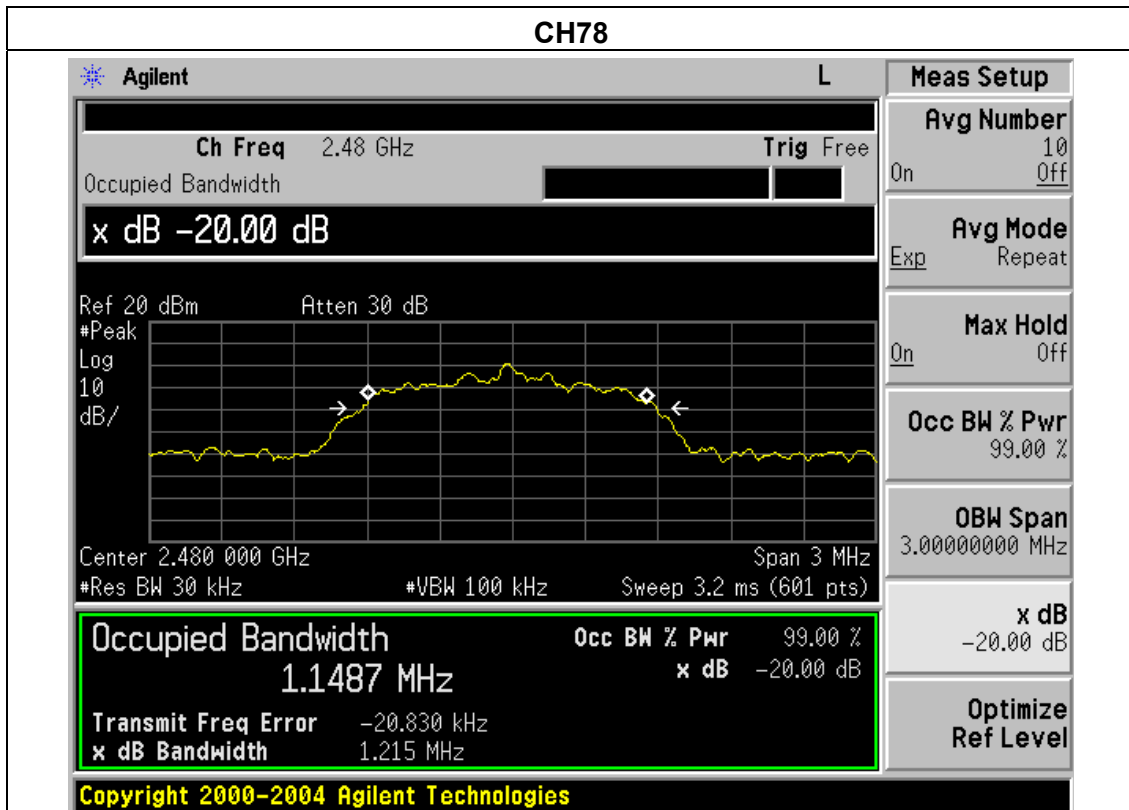 CH78
Agilent L
Meas Setup
Ch Freq 2.48 GHz Trig Free
Occupied Bandwidth
x dB -20.00 dB
Ref 20 dBm Atten 30 dB
#Peak
Log
10
dB/
Center 2.480 000 GHz Span 3 MHz
#Res BW 30 kHz #VBW 100 kHz Sweep 3.2 ms (601 pts)
Occupied Bandwidth Occ BW % Pwr 99.00 %
1.1487 MHz x dB -20.00 dB
Transmit Freq Error -20.830 kHz
x dB Bandwidth 1.215 MHz
Avg Number
10
On Off
Avg Mode
Exp Repeat
Max Hold
On Off
Occ BW % Pwr
99.00 %
OBW Span
3.00000000 MHz
x dB
-20.00 dB
Optimize
Ref Level
Copyright 2000-2004 Agilent Technologies